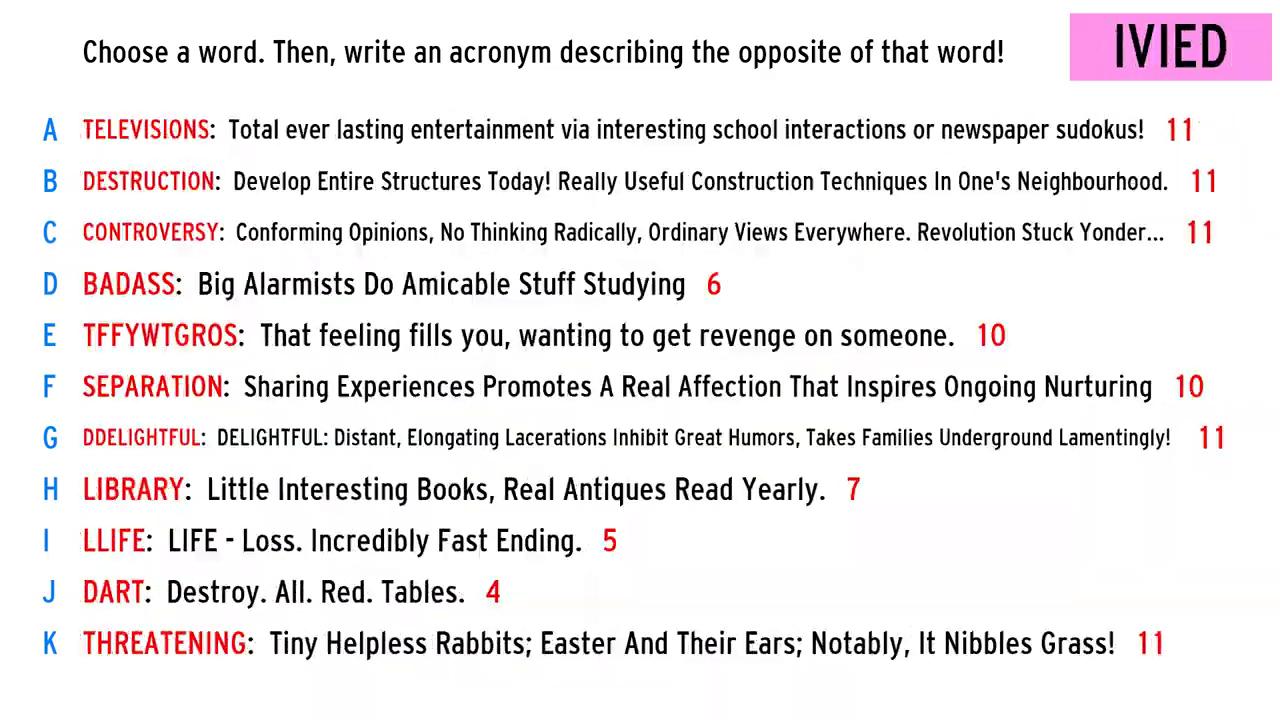 Choose a word. Then, write an acronym describing the opposite of that word!
IVIED
A TELEVISIONS: Total ever lasting entertainment via interesting school interactions or newspaper sudokus! 11
B DESTRUCTION: Develop Entire Structures Today! Really Useful Construction Techniques In One's Neighbourhood. 11
C CONTROVERSY: Conforming Opinions, No Thinking Radically, Ordinary Views Everywhere. Revolution Stuck Yonder... 11
D BADASS: Big Alarmists Do Amicable Stuff Studying 6
E TFFYWTGROS: That feeling fills you, wanting to get revenge on someone. 10
F SEPARATION: Sharing Experiences Promotes A Real Affection That Inspires Ongoing Nurturing 10
G DDELIGHTFUL: DELIGHTFUL: Distant, Elongating Lacerations Inhibit Great Humors, Takes Families Underground Lamentingly! 11
H LIBRARY: Little Interesting Books, Real Antiques Read Yearly. 7
I LLIFE: LIFE - Loss. Incredibly Fast Ending. 5
J DART: Destroy. All. Red. Tables. 4
K THREATENING: Tiny Helpless Rabbits; Easter And Their Ears; Notably, It Nibbles Grass! 11